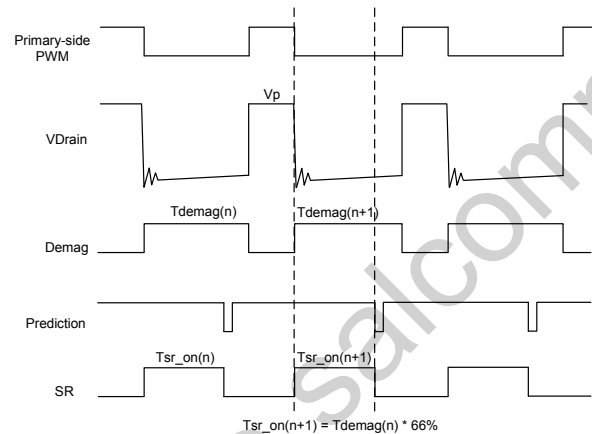 Primary-side
PWM
Vp
VDrain
Tdemag(n)
Tdemag(n+1)
Demag
Prediction
Tsr_on(n)
Tsr_on(n+1)
SR
Tsr_on(n+1) = Tdemag(n) * 66%